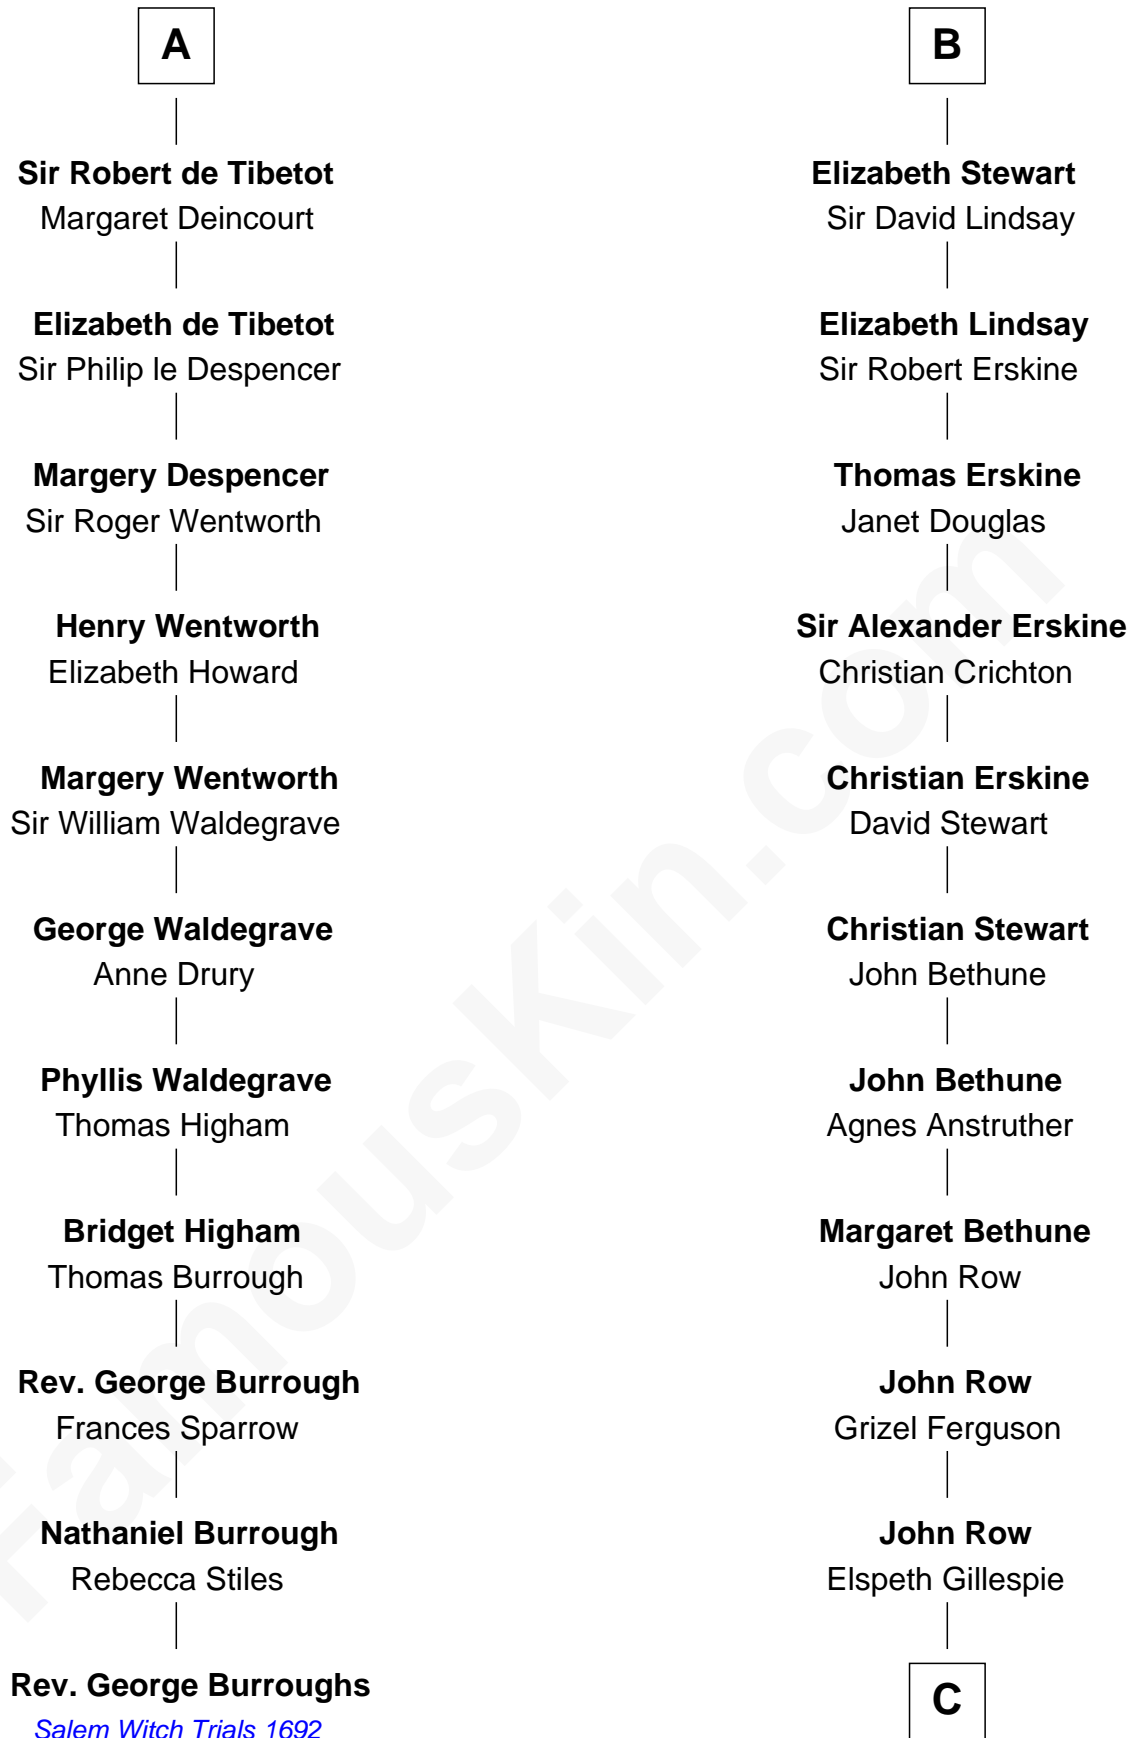 A
Sir Robert de Tibetot
Margaret Deincourt
Elizabeth de Tibetot
Sir Philip le Despencer
Margery Despencer
Sir Roger Wentworth
Henry Wentworth
Elizabeth Howard
Margery Wentworth
Sir William Waldegrave
George Waldegrave
Anne Drury
Phyllis Waldegrave
Thomas Higham
Bridget Higham
Thomas Burrough
Rev. George Burrough
Frances Sparrow
Nathaniel Burrough
Rebecca Stiles
Rev. George Burroughs
Salem Witch Trials 1692
B
Elizabeth Stewart
Sir David Lindsay
Elizabeth Lindsay
Sir Robert Erskine
Thomas Erskine
Janet Douglas
Sir Alexander Erskine
Christian Crichton
Christian Erskine
David Stewart
Christian Stewart
John Bethune
John Bethune
Agnes Anstruther
Margaret Bethune
John Row
John Row
Grizel Ferguson
John Row
Elspeth Gillespie
C
FamousKin.com